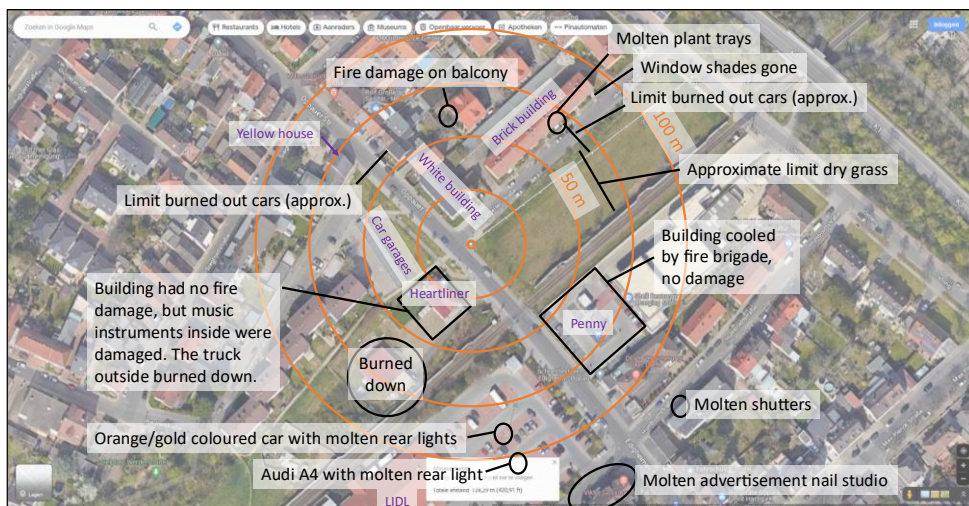 Zoeken in Google Maps
Restaurants
Hotels
Aanraders
Museums
Openbaar vervoer
Apotheken
Pinautomaten
Inloggen
Molten plant trays
Fire damage on balcony
Window shades gone
Limit burned out cars (approx.)
Brick building
100 m
Yellow house
White building
50 m
Approximate limit dry grass
Limit burned out cars (approx.)
Car garages
Building cooled
by fire brigade,
no damage
Building had no fire
damage, but music
instruments inside were
damaged. The truck
outside burned down.
Heartliner
Penny
Burned
down
Molten shutters
Orange/gold coloured car with molten rear lights
Audi A4 with molten rear light
Molten advertisement nail studio
LIDL
Lagen